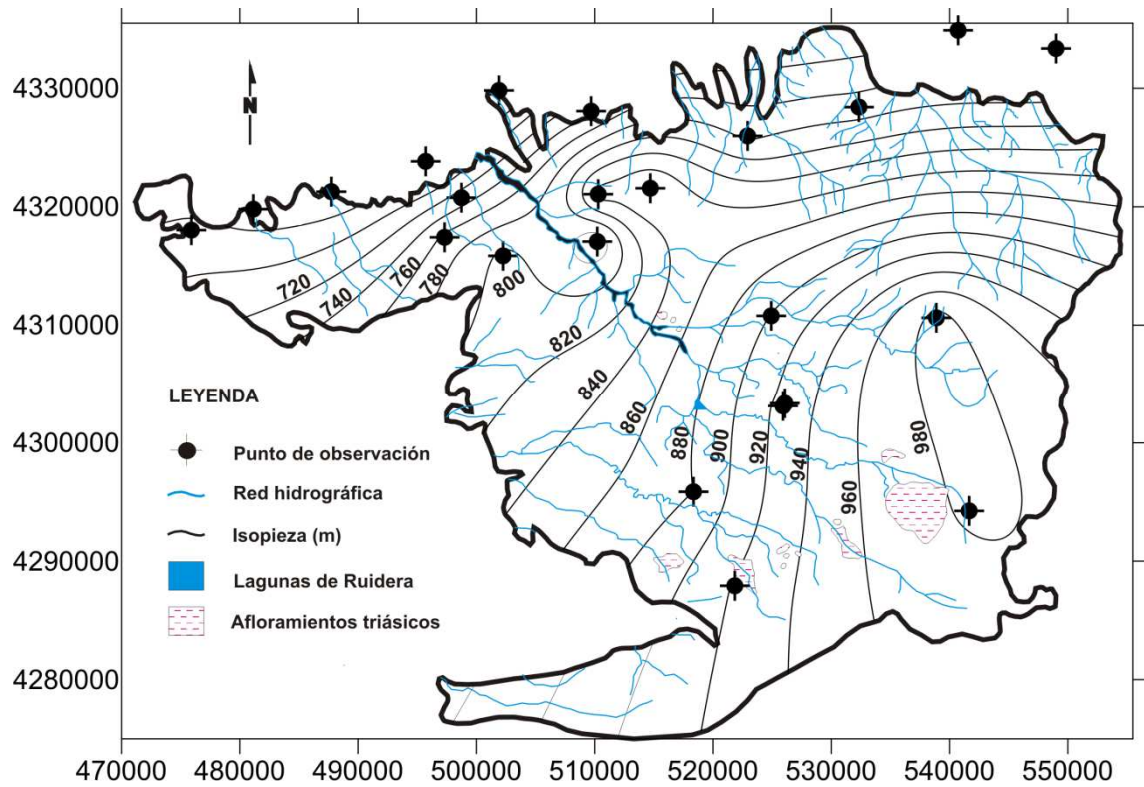 4330000
4320000
4310000
4300000
4290000
4280000
N
720
740
760
780
800
820
840
860
880
900
920
940
960
980
LEYENDA
Punto de observación
Red hidrográfica
Isopieza (m)
Lagunas de Ruidera
Afloramientos triásicos
470000 480000 490000 500000 510000 520000 530000 540000 550000